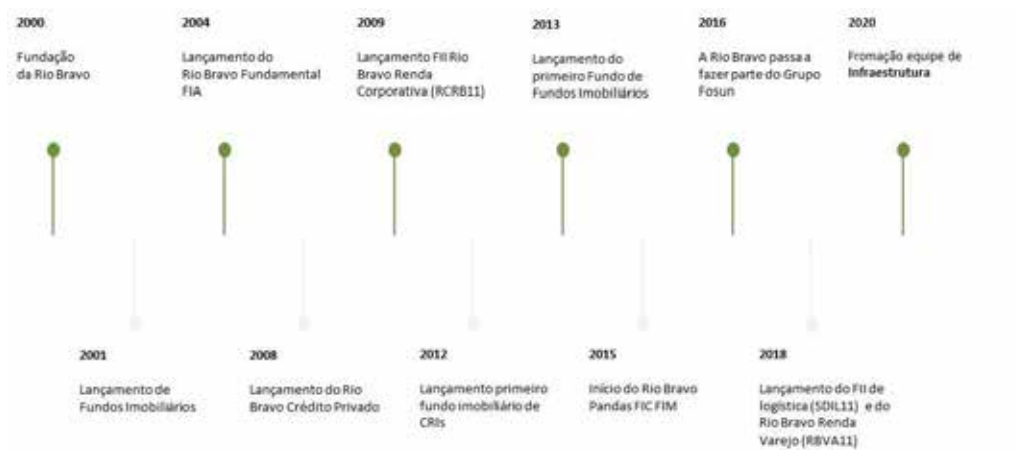 2000
Fundação
da Rio Bravo
2004
Lançamento do
Rio Bravo Fundamental
FIA
2009
Lançamento FII Rio
Bravo Renda
Corporativa (RCRB11)
2013
Lançamento do
primeiro Fundo de
Fundos Imobiliários
2016
A Rio Bravo passa a
fazer parte do Grupo
Fosun
2020
Fromação equipe de
Infraestrutura
2001
Lançamento de
Fundos Imobiliários
2008
Lançamento do Rio
Bravo Crédito Privado
2012
Lançamento primeiro
fundo imobiliário de
CRIs
2015
Início do Rio Bravo
Pandas FIC FIM
2018
Lançamento do FII de
logística (SDIL11) e do
Rio Bravo Renda
Varejo (RBVA11)